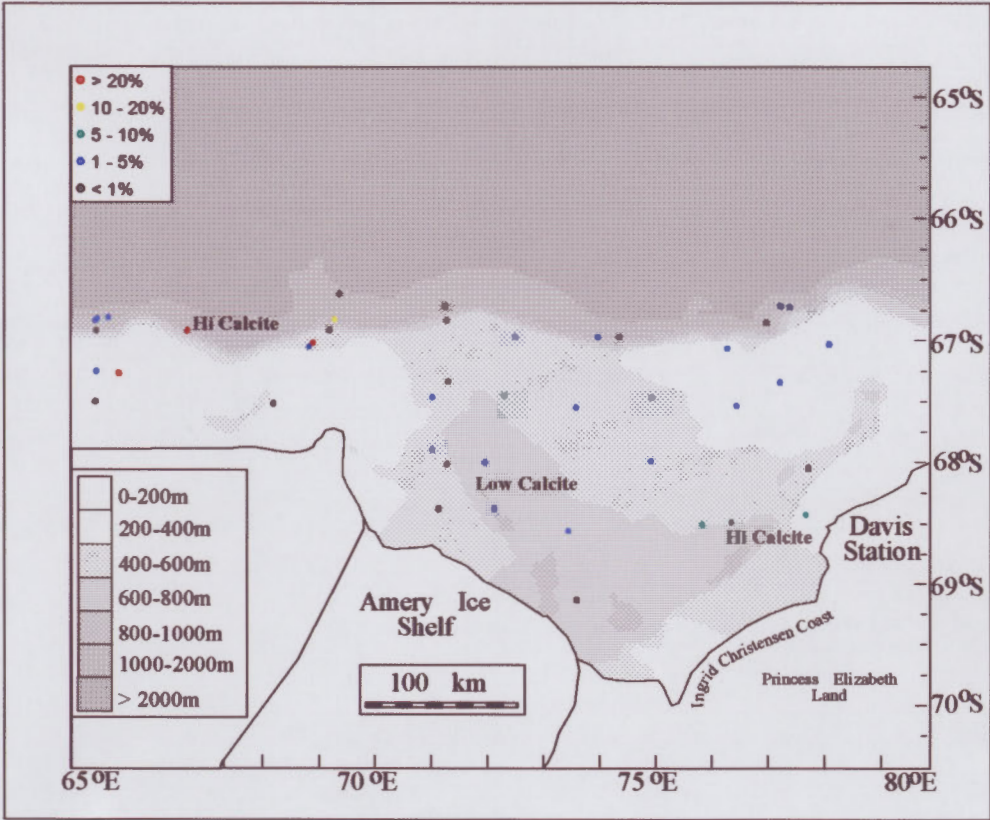 > 20%
10 - 20%
5 - 10%
1 - 5%
< 1%
65°S
66°S
67°S
68°S
69°S
70°S
Hi Calcite
Low Calcite
Hi Calcite
Davis
Station
0-200m
200-400m
400-600m
600-800m
800-1000m
1000-2000m
> 2000m
Amery Ice
Shelf
100 km
Ingrid Christensen Coast
Princess Elizabeth
Land
65°E
70°E
75°E
80°E